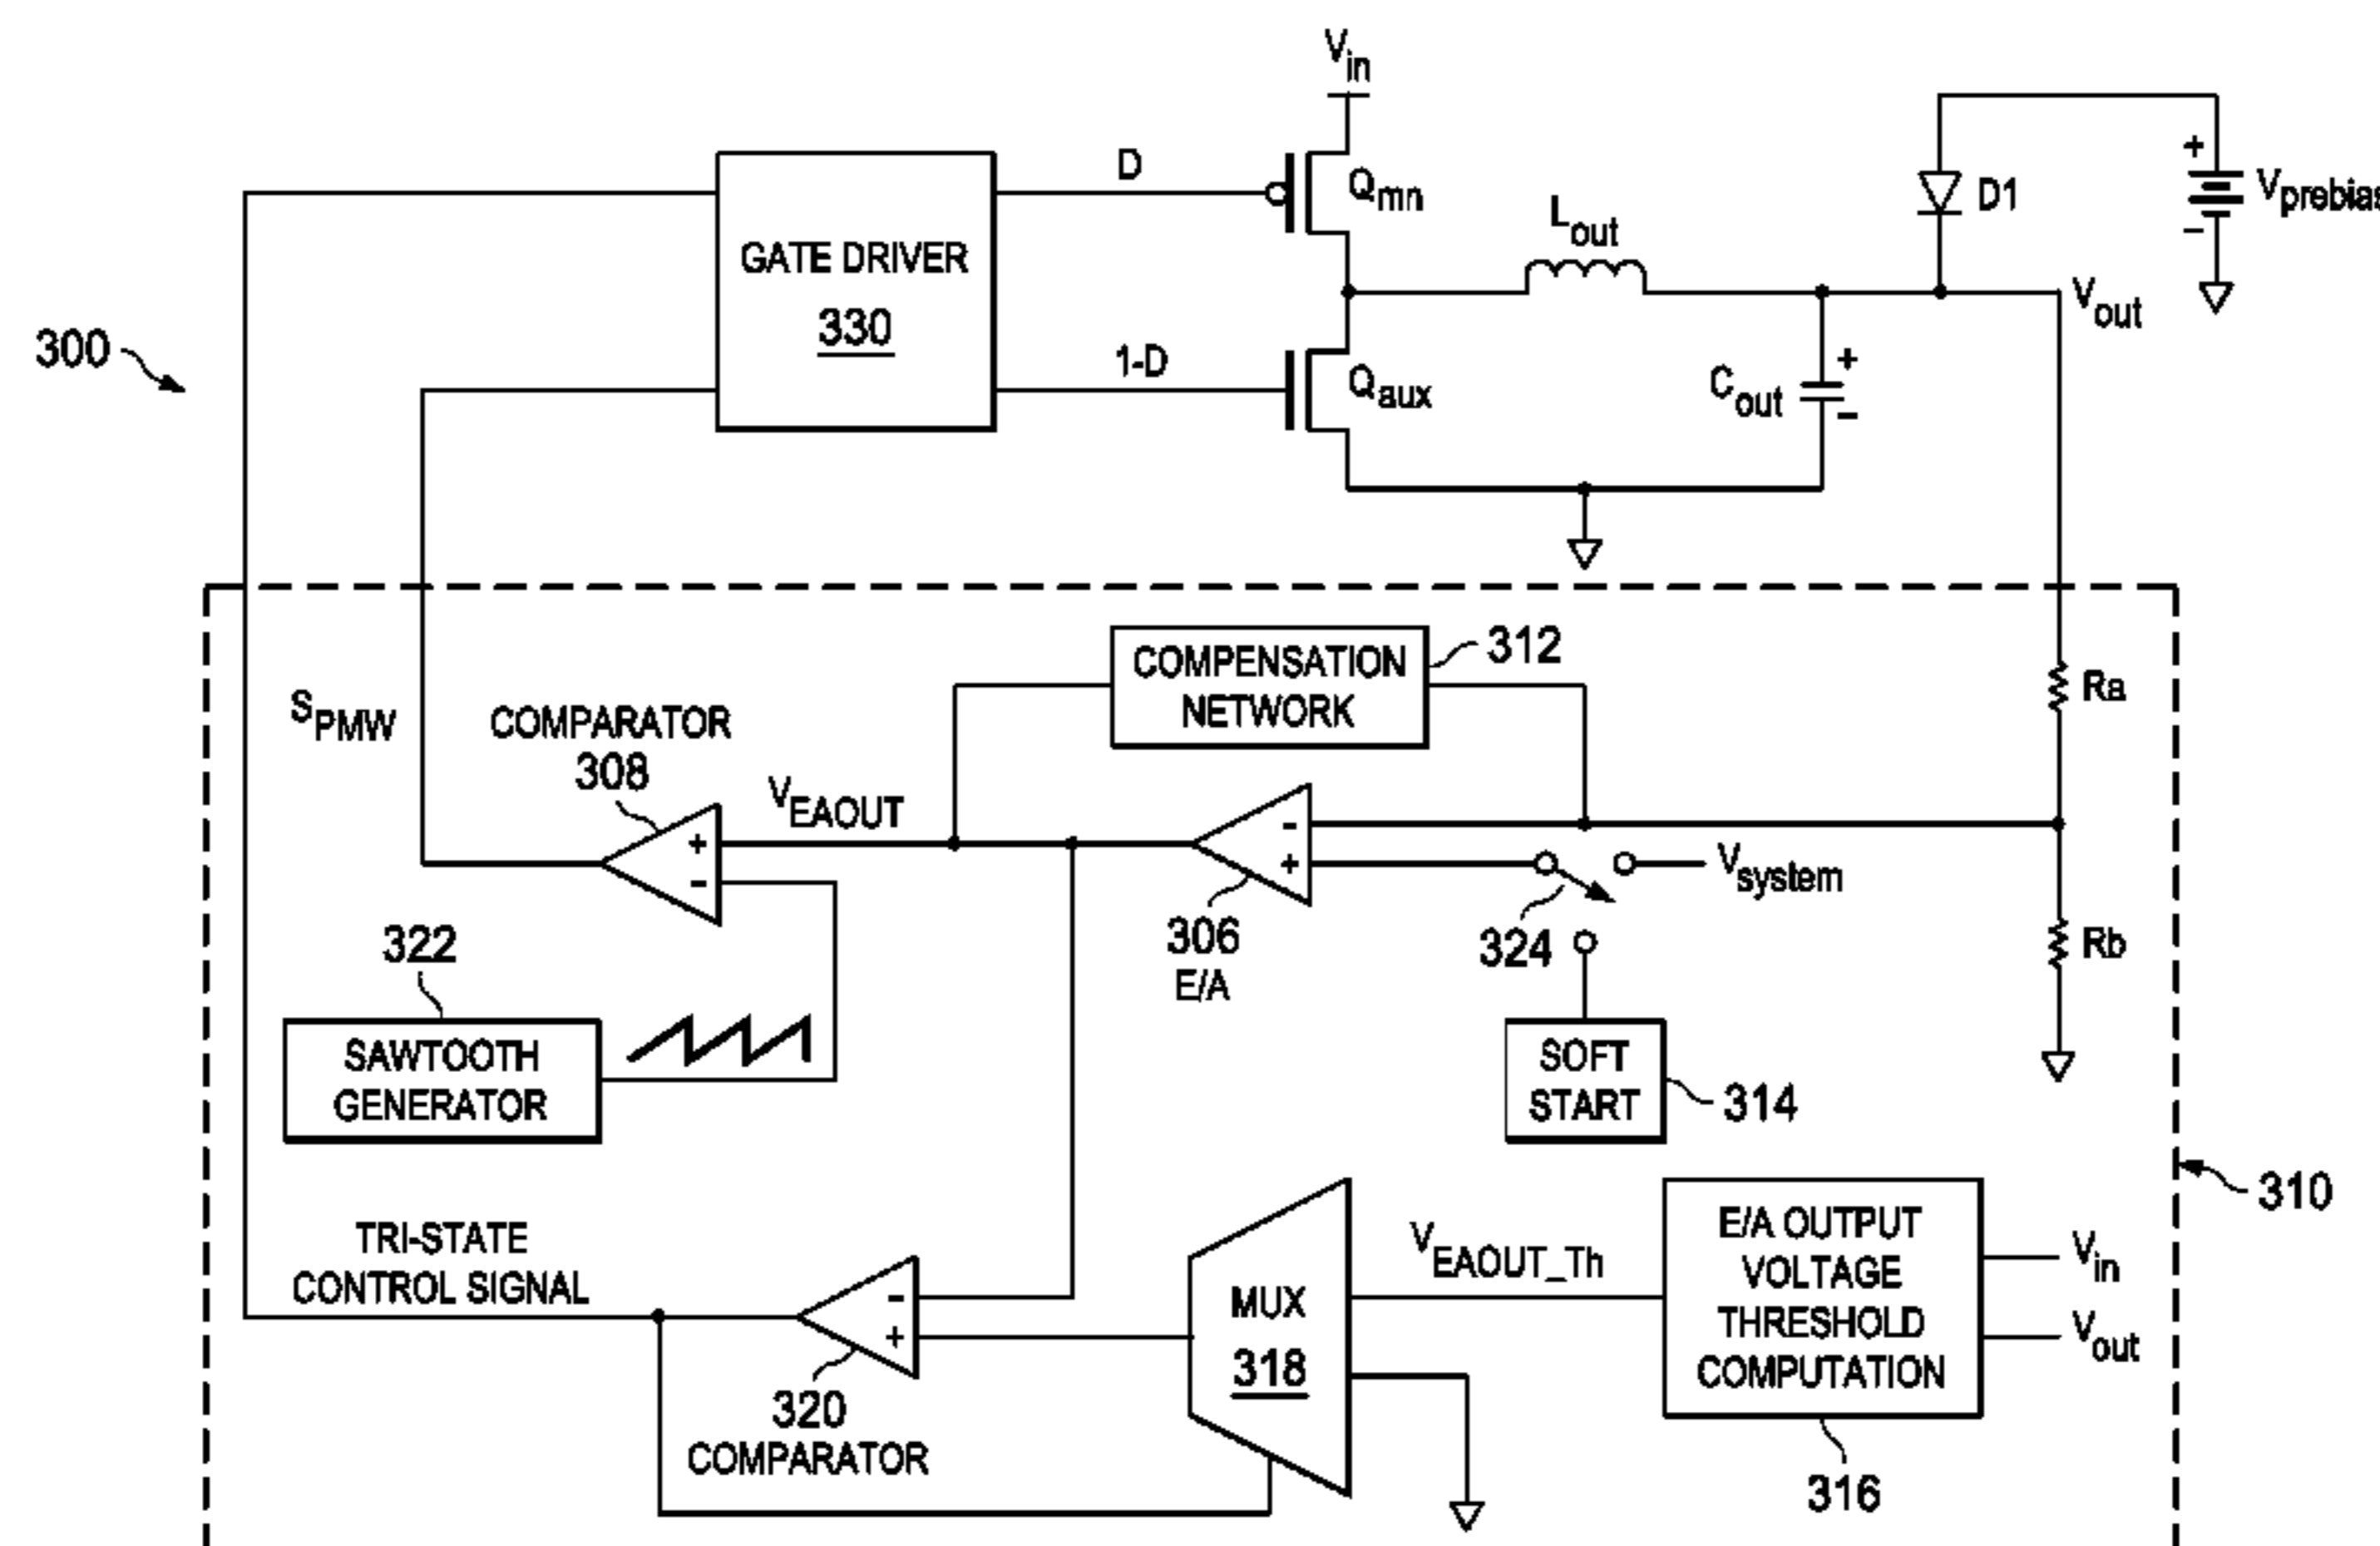 Vin
D
Qmn
+
D1
Vprebias
-
Lout
GATE DRIVER
330
Vout
300
1-D
Qaux
+
Cout
-
COMPENSATION
NETWORK
312
Ra
SPMW
COMPARATOR
308
VEAOUT
+
-
-
+
Vsystem
306
E/A
324
Rb
322
SAWTOOTH
GENERATOR
SOFT
START
314
310
TRI-STATE
CONTROL SIGNAL
-
+
320
COMPARATOR
MUX
318
VEAOUT_Th
E/A OUTPUT
VOLTAGE
THRESHOLD
COMPUTATION
Vin
Vout
316